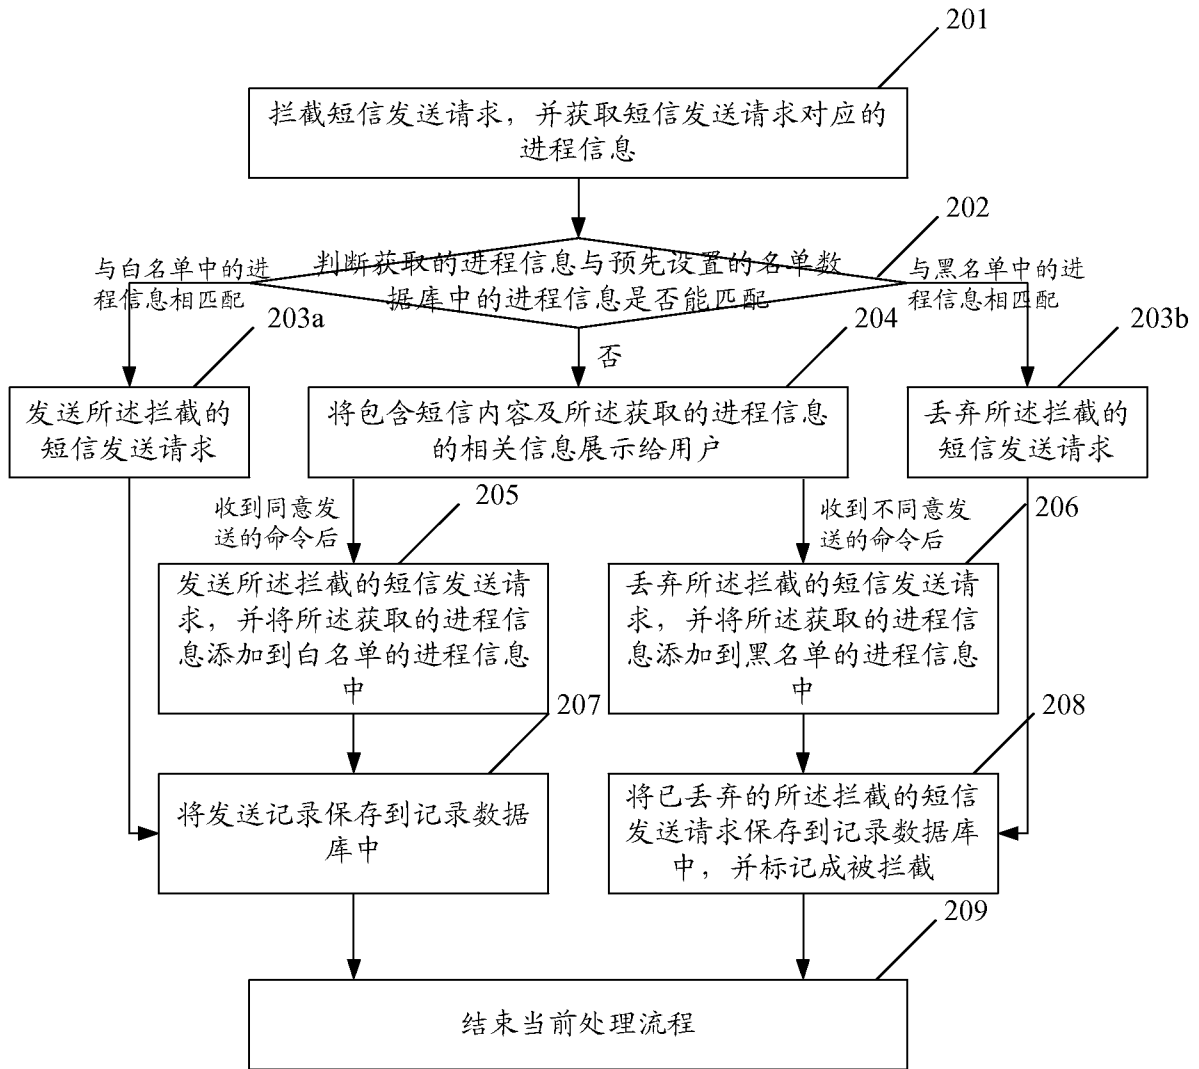 201
拦截短信发送请求，并获取短信发送请求对应的
进程信息
202
判断获取的进程信息与预先设置的名单数
据库中的进程信息是否能匹配
与白名单中的进
程信息相匹配
与黑名单中的进
程信息相匹配
203a
否
204
203b
发送所述拦截的
短信发送请求
将包含短信内容及所述获取的进程信息
的相关信息展示给用户
丢弃所述拦截的
短信发送请求
收到同意发
送的命令后
205
收到不同意发
送的命令后
206
发送所述拦截的短信发送请
求，并将所述获取的进程信
息添加到白名单的进程信息
中
丢弃所述拦截的短信发送请
求，并将所述获取的进程信
息添加到黑名单的进程信息
中
207
208
将发送记录保存到记录数据
库中
将已丢弃的所述拦截的短信
发送请求保存到记录数据库
中，并标记成被拦截
209
结束当前处理流程